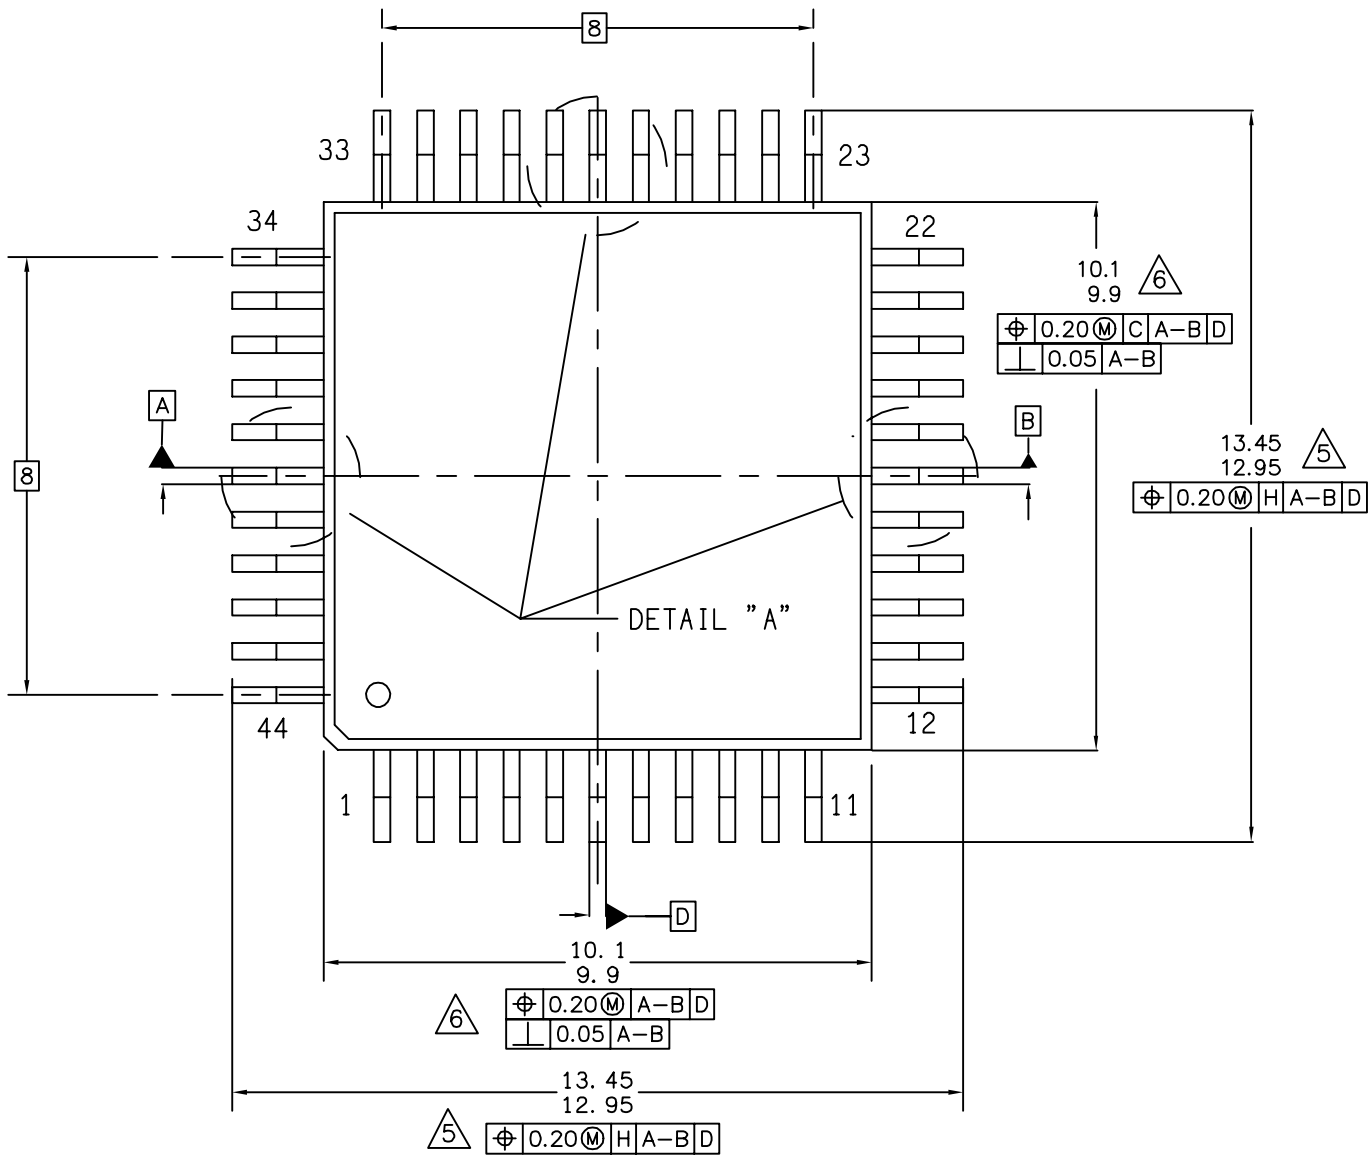 8
33
23
34
22
10.1
9.9
6
⌖ 0.20 Ⓜ C A-B D
⊥ 0.05 A-B
A
B
8
13.45
12.95
5
⌖ 0.20 Ⓜ H A-B D
DETAIL "A"
44
12
1
11
D
10. 1
9. 9
6
⌖ 0.20 Ⓜ A-B D
⊥ 0.05 A-B
13. 45
12. 95
5
⌖ 0.20 Ⓜ H A-B D